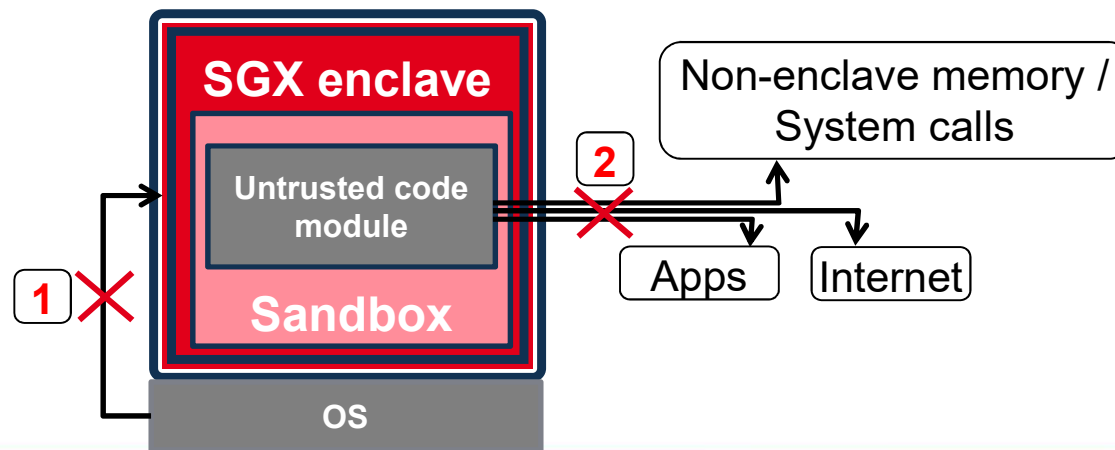 SGX enclave
Non-enclave memory /
System calls
2
Untrusted code
module
Apps
Internet
1
Sandbox
OS